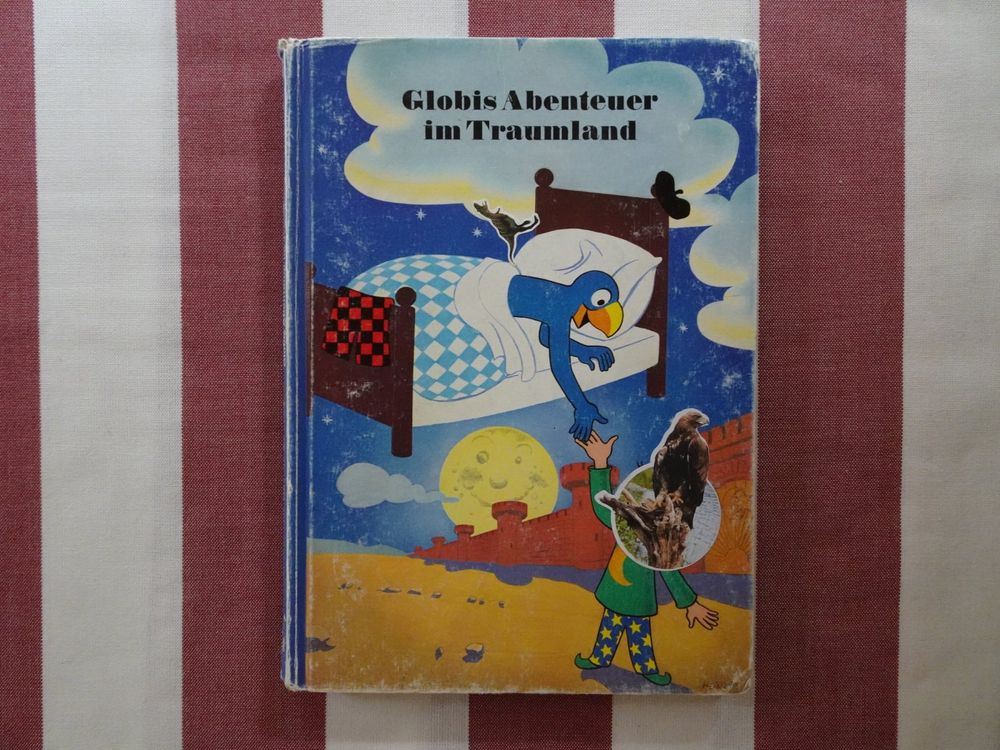 Globis Abenteuer
im Traumland